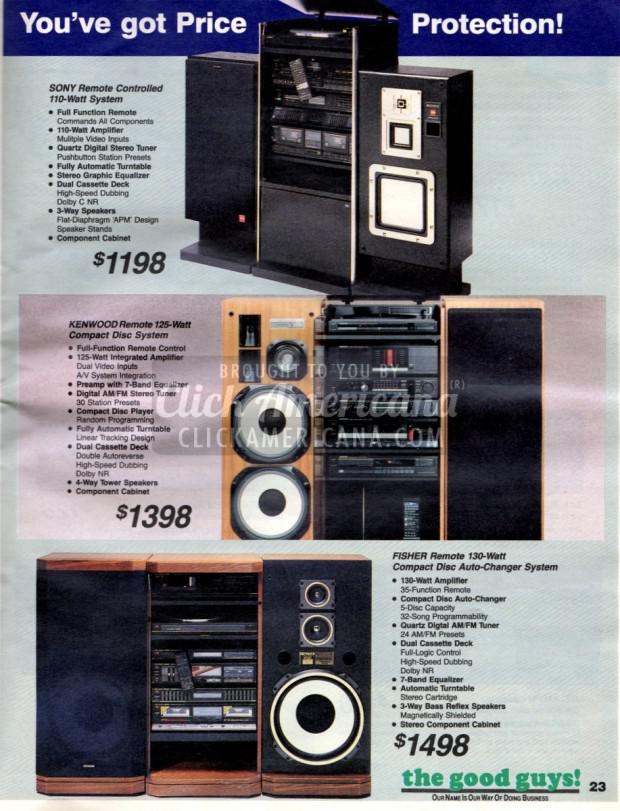 You've got Price Protection!
SONY Remote Controlled
110-Watt System
• Full Function Remote
Commands All Components
• 110-Watt Amplifier
Mulitple Video Inputs
• Quartz Digital Stereo Tuner
Pushbutton Station Presets
• Fully Automatic Turntable
• Stereo Graphic Equalizer
• Dual Cassette Deck
High-Speed Dubbing
Dolby C NR
• 3-Way Speakers
Flat-Diaphragm 'APM' Design
Speaker Stands
• Component Cabinet
$1198
KENWOOD Remote 125-Watt
Compact Disc System
• Full-Function Remote Control
• 125-Watt Integrated Amplifier
Dual Video Inputs
A/V System Integration
• Preamp with 7-Band Equalizer
• Digital AM/FM Stereo Tuner
30 Station Presets
• Compact Disc Player
Random Programming
• Fully Automatic Turntable
Linear Tracking Design
• Dual Cassette Deck
Double Autoreverse
High-Speed Dubbing
Dolby NR
• 4-Way Tower Speakers
• Component Cabinet
$1398
BROUGHT TO YOU BY
Click Americana (R)
CLICKAMERICANA.COM
FISHER Remote 130-Watt
Compact Disc Auto-Changer System
• 130-Watt Amplifier
35-Function Remote
• Compact Disc Auto-Changer
5-Disc Capacity
32-Song Programmability
• Quartz Digtal AM/FM Tuner
24 AM/FM Presets
• Dual Cassette Deck
Full-Logic Control
High-Speed Dubbing
Dolby NR
• 7-Band Equalizer
• Automatic Turntable
Stereo Cartridge
• 3-Way Bass Reflex Speakers
Magnetically Shielded
• Stereo Component Cabinet
$1498
the good guys!
OUR NAME IS OUR WAY OF DOING BUSINESS
23